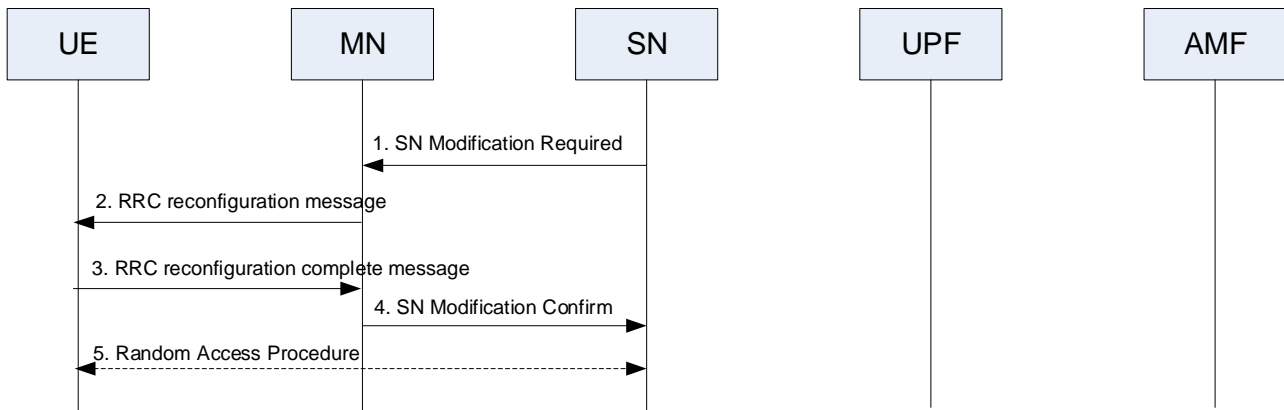 UE
MN
SN
UPF
AMF
1. SN Modification Required
2. RRC reconfiguration message
3. RRC reconfiguration complete message
4. SN Modification Confirm
5. Random Access Procedure